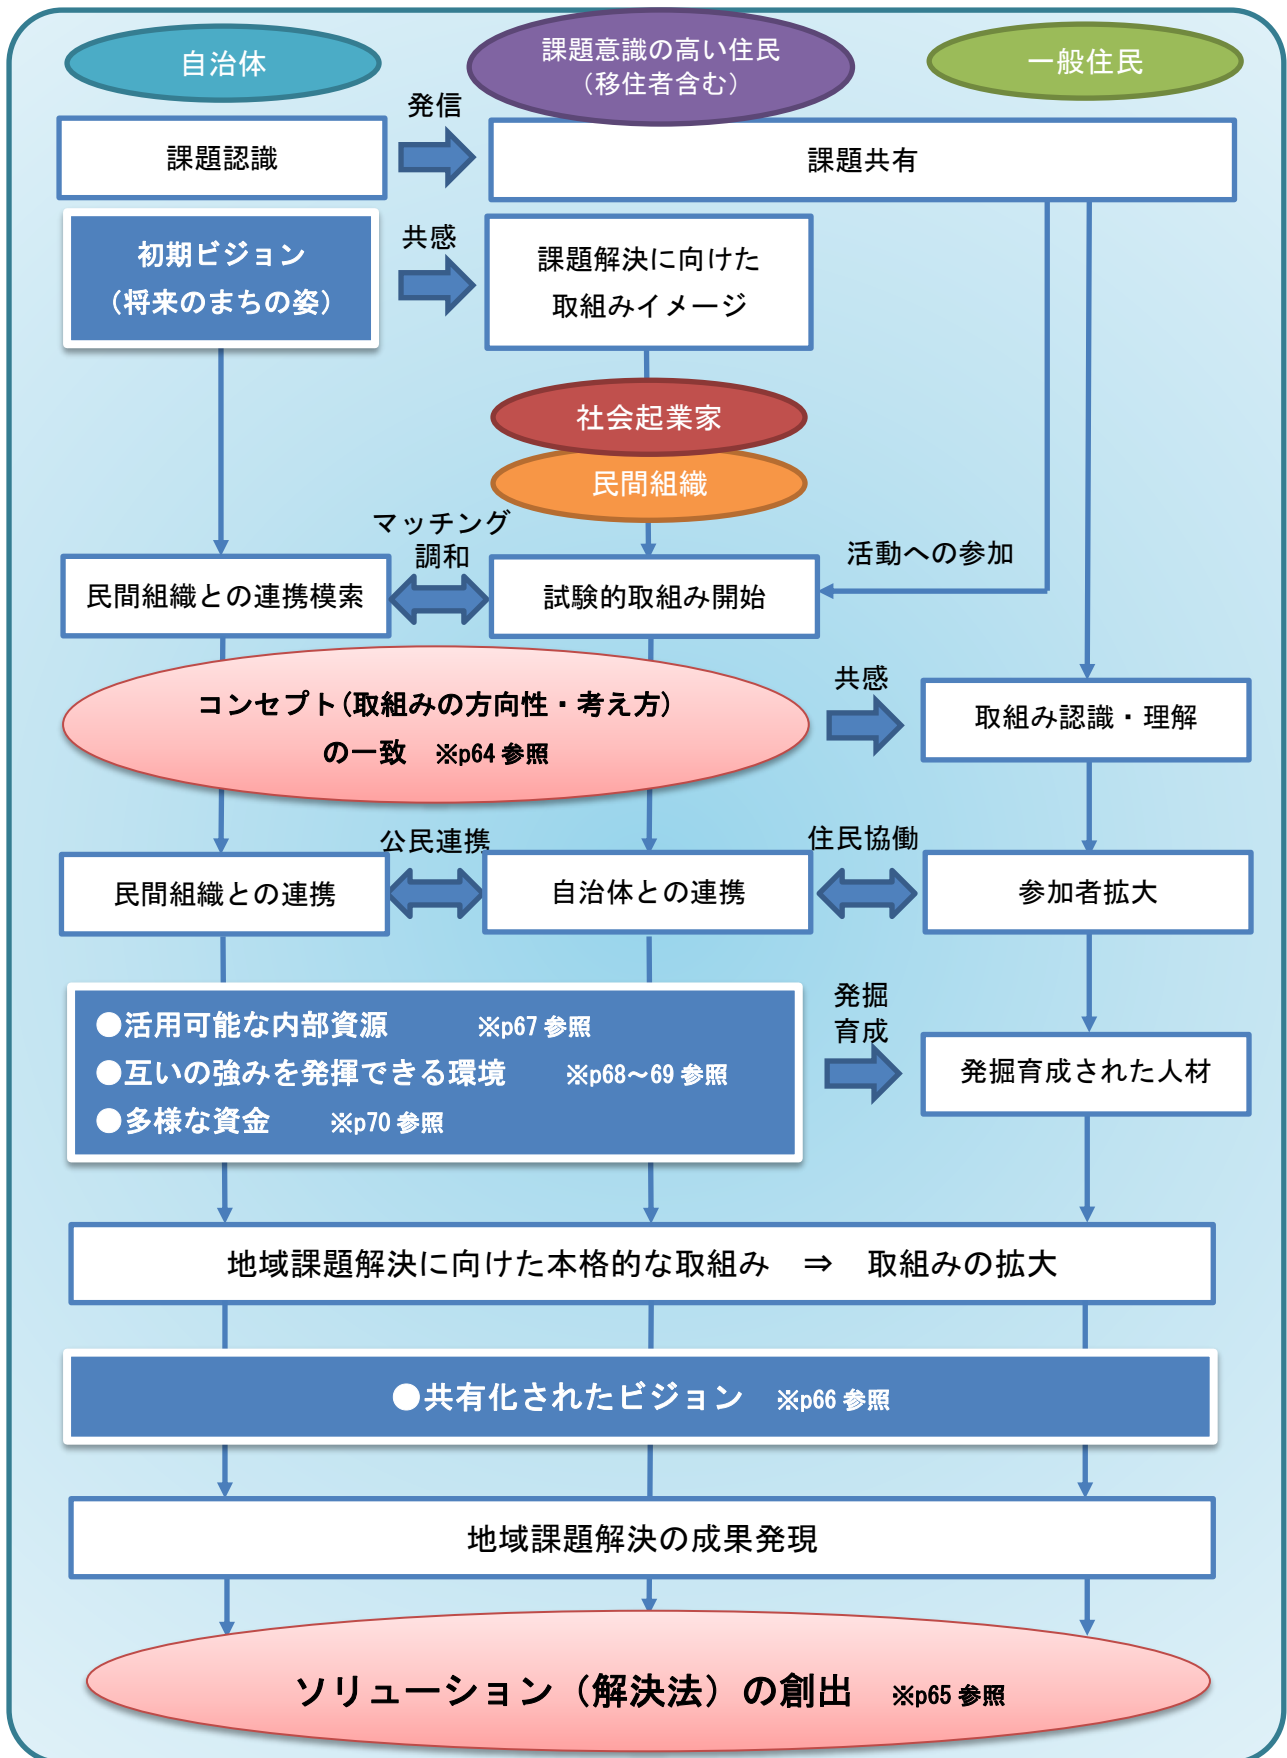 自治体
課題意識の高い住民
（移住者含む）
一般住民
発信
課題認識
課題共有
初期ビジョン
（将来のまちの姿）
共感
課題解決に向けた
取組みイメージ
社会起業家
民間組織
マッチング
調和
活動への参加
民間組織との連携模索
試験的取組み開始
コンセプト(取組みの方向性・考え方)
の一致　※p64 参照
共感
取組み認識・理解
公民連携
住民協働
民間組織との連携
自治体との連携
参加者拡大
●活用可能な内部資源　※p67 参照
●互いの強みを発揮できる環境　※p68～69 参照
●多様な資金　※p70 参照
発掘
育成
発掘育成された人材
地域課題解決に向けた本格的な取組み　⇒　取組みの拡大
●共有化されたビジョン　※p66 参照
地域課題解決の成果発現
ソリューション（解決法）の創出　※p65 参照